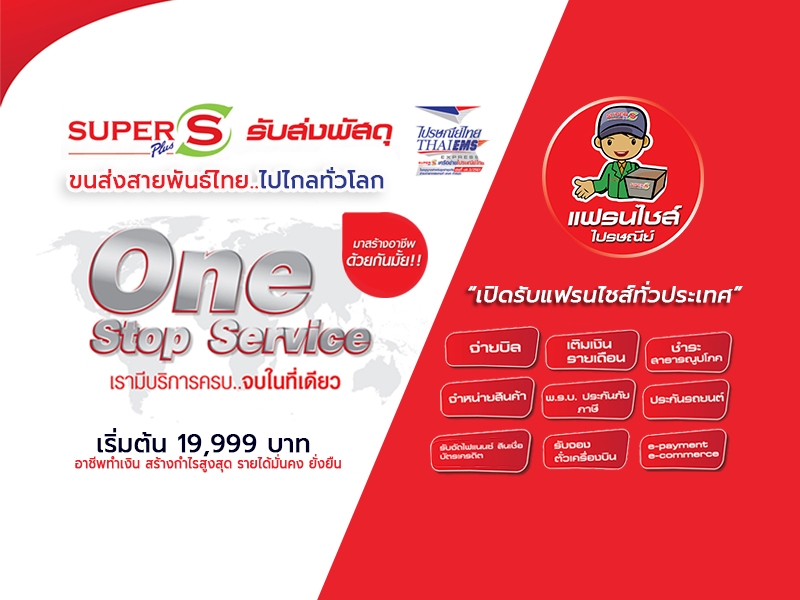 SUPER S Plus รับส่งพัสดุ
ไปรษณีย์ไทย
THAI EMS
EXPRESS
ขนส่งสายพันธ์ไทย..ไปไกลทั่วโลก
มาสร้างอาชีพ
ด้วยกันมั้ย!!
One
Stop Service
เรามีบริการครบ..จบในที่เดียว
เริ่มต้น 19,999 บาท
อาชีพทำเงิน สร้างกำไรสูงสุด รายได้มั่นคง ยั่งยืน
แฟรนไชส์
ไปรษณีย์
“เปิดรับแฟรนไชส์ทั่วประเทศ”
จ่ายบิล
เติมเงิน
รายเดือน
ชำระ
สาธารณูปโภค
จำหน่ายสินค้า
พ.ร.บ. ประกันภัย
ภาษี
ประกันรถยนต์
รับจัดไฟแนนซ์ สินเชื่อ
บัตรเครดิต
รับจอง
ตั๋วเครื่องบิน
e-payment
e-commerce